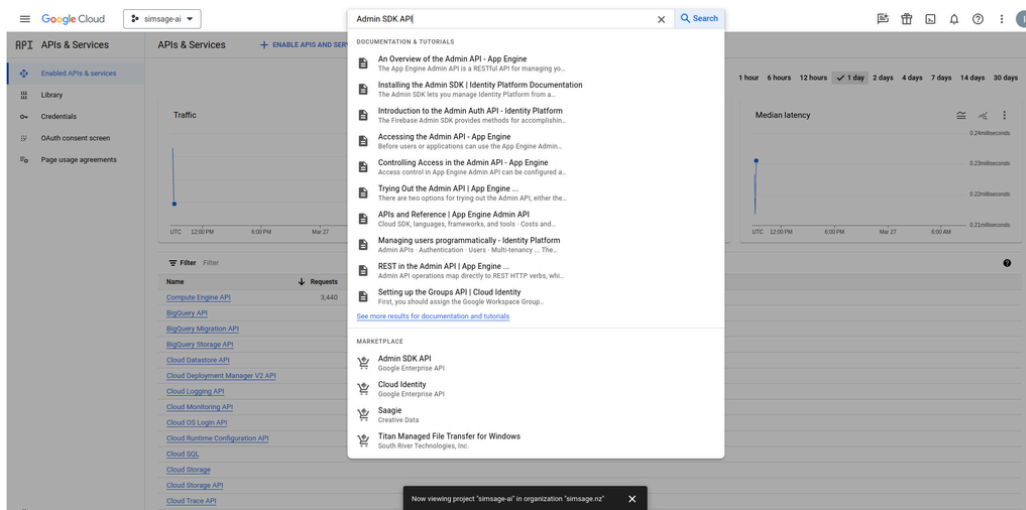 Google Cloud
simsage-ai
Admin SDK API
Search
API APIs & Services
APIs & Services
ENABLE APIS AND SERV
Enabled APIs & services
Library
Credentials
OAuth consent screen
Page usage agreements
DOCUMENTATION & TUTORIALS
An Overview of the Admin API - App Engine
The App Engine Admin API is a RESTful API for managing yo...
Installing the Admin SDK | Identity Platform Documentation
The Admin SDK lets you manage Identity Platform from a...
Introduction to the Admin Auth API - Identity Platform
The Firebase Admin SDK provides methods for accomplishin...
Accessing the Admin API - App Engine
Before users or applications can use the App Engine Admin...
Controlling Access in the Admin API - App Engine
Access control in App Engine Admin API can be configured a...
Trying Out the Admin API | App Engine ...
There are two options for trying out the Admin API, either the...
APIs and Reference | App Engine Admin API
Cloud SDK, languages, frameworks, and tools · Costs and...
Managing users programmatically - Identity Platform
Admin APIs · Authentication · Users · Multi-tenancy ... The...
REST in the Admin API | App Engine ...
Admin API operations map directly to REST HTTP verbs, whi...
Setting up the Groups API | Cloud Identity
First, you should assign the Google Workspace Group...
See more results for documentation and tutorials
MARKETPLACE
Admin SDK API
Google Enterprise API
Cloud Identity
Google Enterprise API
Saagie
Creative Data
Titan Managed File Transfer for Windows
South River Technologies, Inc.
1 hour 6 hours 12 hours 1 day 2 days 4 days 7 days 14 days 30 days
Traffic
UTC 12:00 PM 6:00 PM Mar 27
Median latency
0.24milliseconds
0.23milliseconds
0.22milliseconds
0.21milliseconds
UTC 12:00 PM 6:00 PM Mar 27 6:00 AM
Filter Filter
Name Requests
Compute Engine API 3,440
BigQuery API
BigQuery Migration API
BigQuery Storage API
Cloud Datastore API
Cloud Deployment Manager V2 API
Cloud Logging API
Cloud Monitoring API
Cloud OS Login API
Cloud Runtime Configuration API
Cloud SQL
Cloud Storage
Cloud Storage API
Cloud Trace API
Now viewing project "simsage-ai" in organization "simsage.nz"